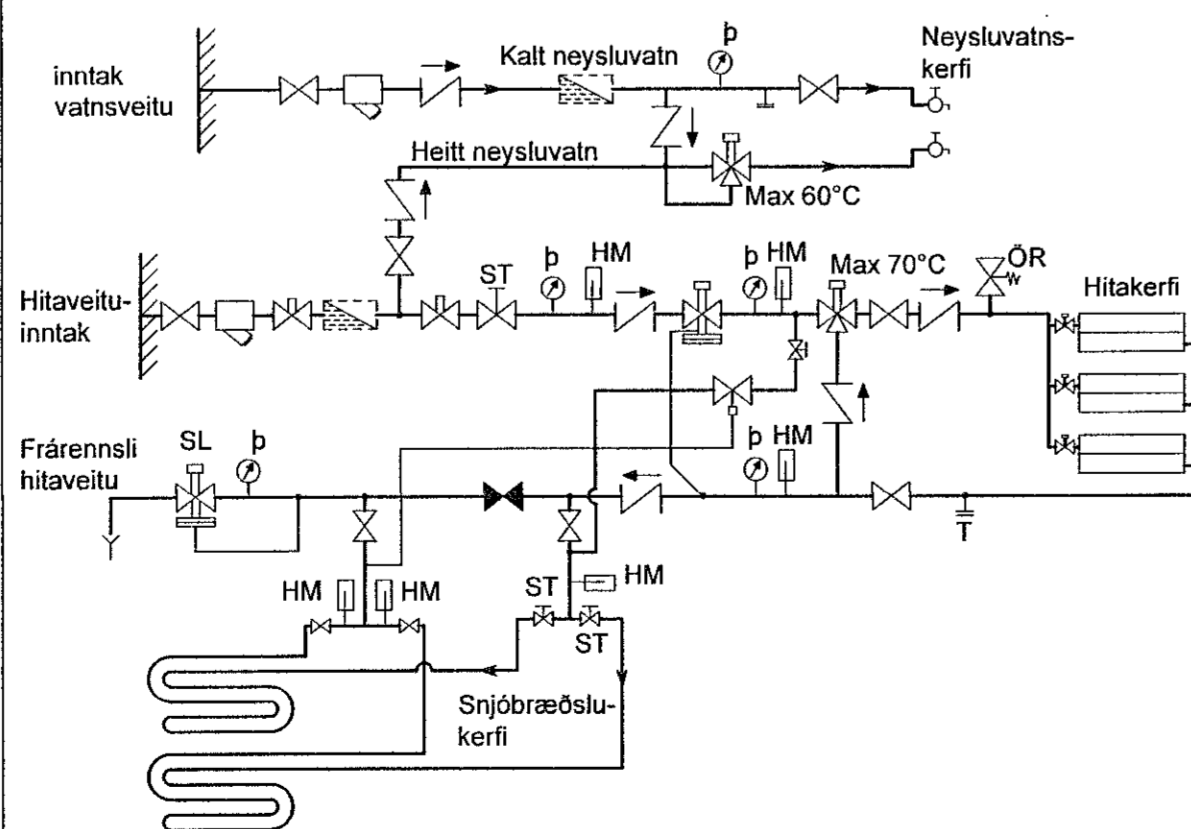 inntak
vatnsveitu
Kalt neysluvatn
þ
Neysluvatns-
kerfi
Heitt neysluvatn
Max 60°C
Hitaveitu-
inntak
ST
þ
HM
þ
HM
Max 70°C
ÖR
Hitakerfi
Frárennsli
hitaveitu
SL
þ
þ
HM
HM
HM
ST
HM
ST
Snjóbræðslu-
kerfi